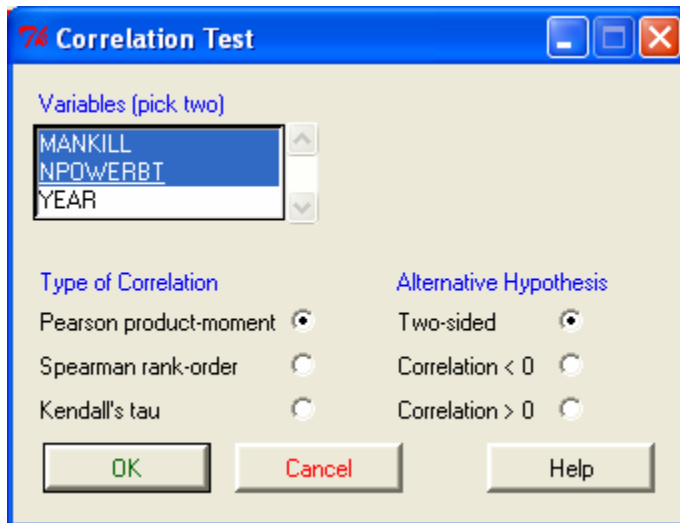 Correlation Test
Variables (pick two)
MANKILL
NPOWERBT
YEAR
Type of Correlation
Alternative Hypothesis
Pearson product-moment
Two-sided
Spearman rank-order
Correlation < 0
Kendall's tau
Correlation > 0
OK
Cancel
Help